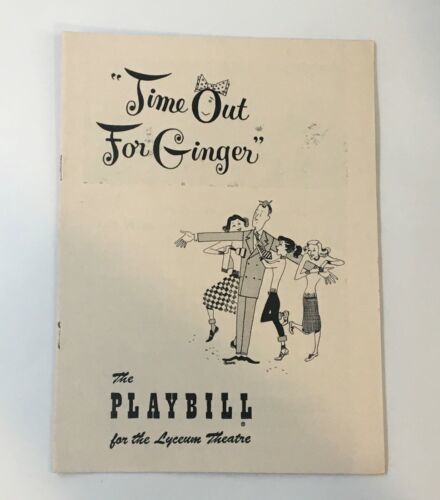 "Time Out
For Ginger"
The
PLAYBILL
®
for the Lyceum Theatre